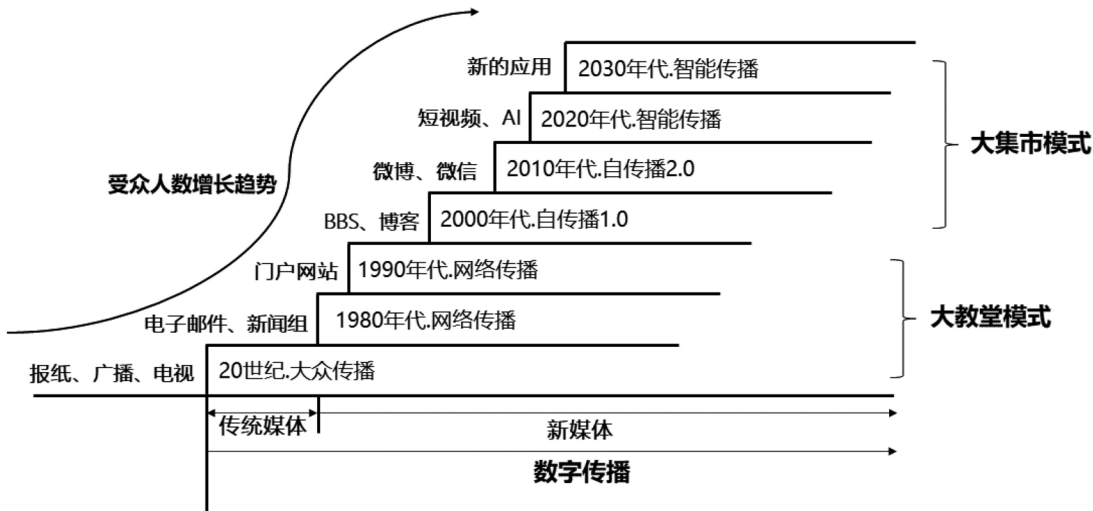 新的应用
2030年代.智能传播
短视频、AI
2020年代.智能传播
大集市模式
微博、微信
2010年代.自传播2.0
受众人数增长趋势
BBS、博客
2000年代.自传播1.0
门户网站
1990年代.网络传播
大教堂模式
电子邮件、新闻组
1980年代.网络传播
报纸、广播、电视
20世纪.大众传播
传统媒体
新媒体
数字传播